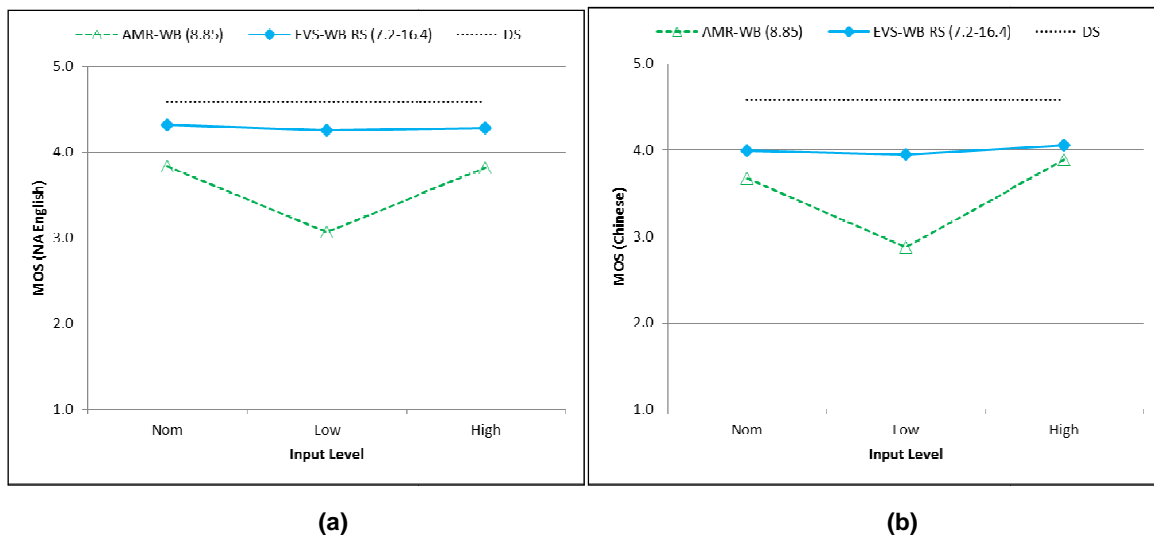 AMR-WB (8.85) EVS-WB RS (7.2-16.4) DS
5.0
4.0
3.0
2.0
1.0
MOS (NA English)
Nom Low High
Input Level
(a)
AMR-WB (8.85) EVS-WB RS (7.2-16.4) DS
5.0
4.0
3.0
2.0
1.0
MOS (Chinese)
Nom Low High
Input Level
(b)